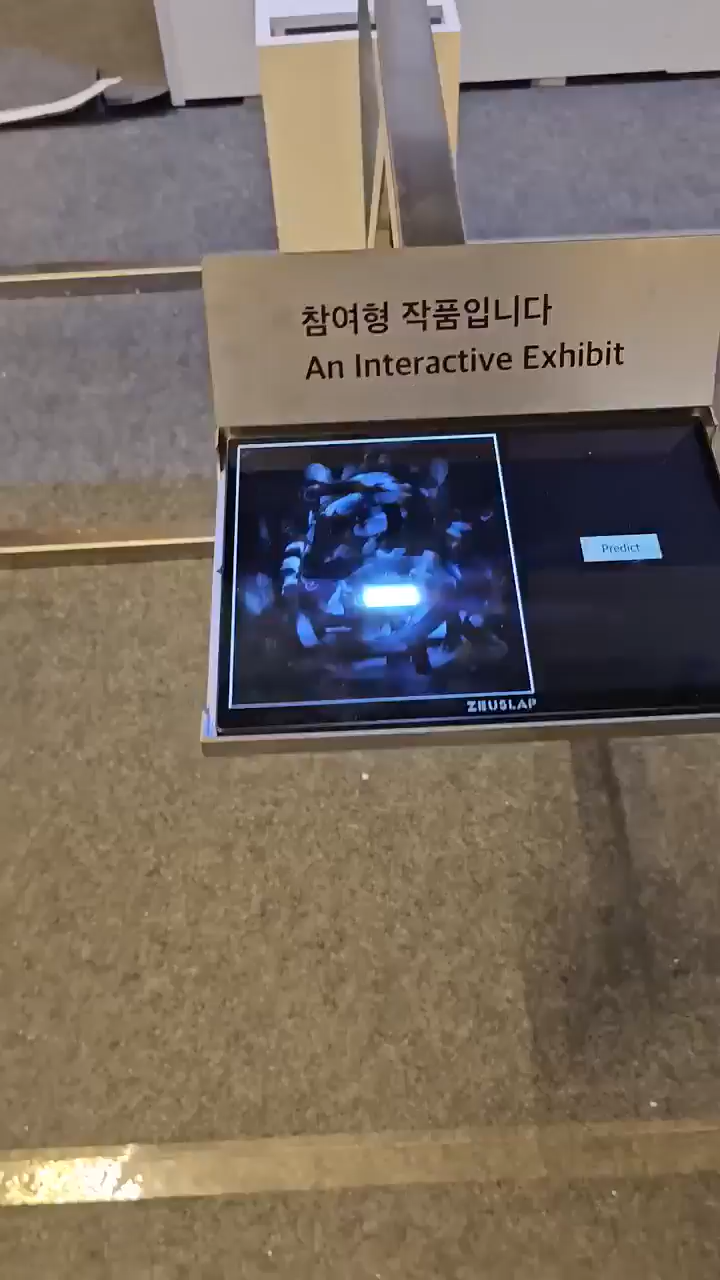 참여형 작품입니다
An Interactive Exhibit
Predict
ZEUSLAP